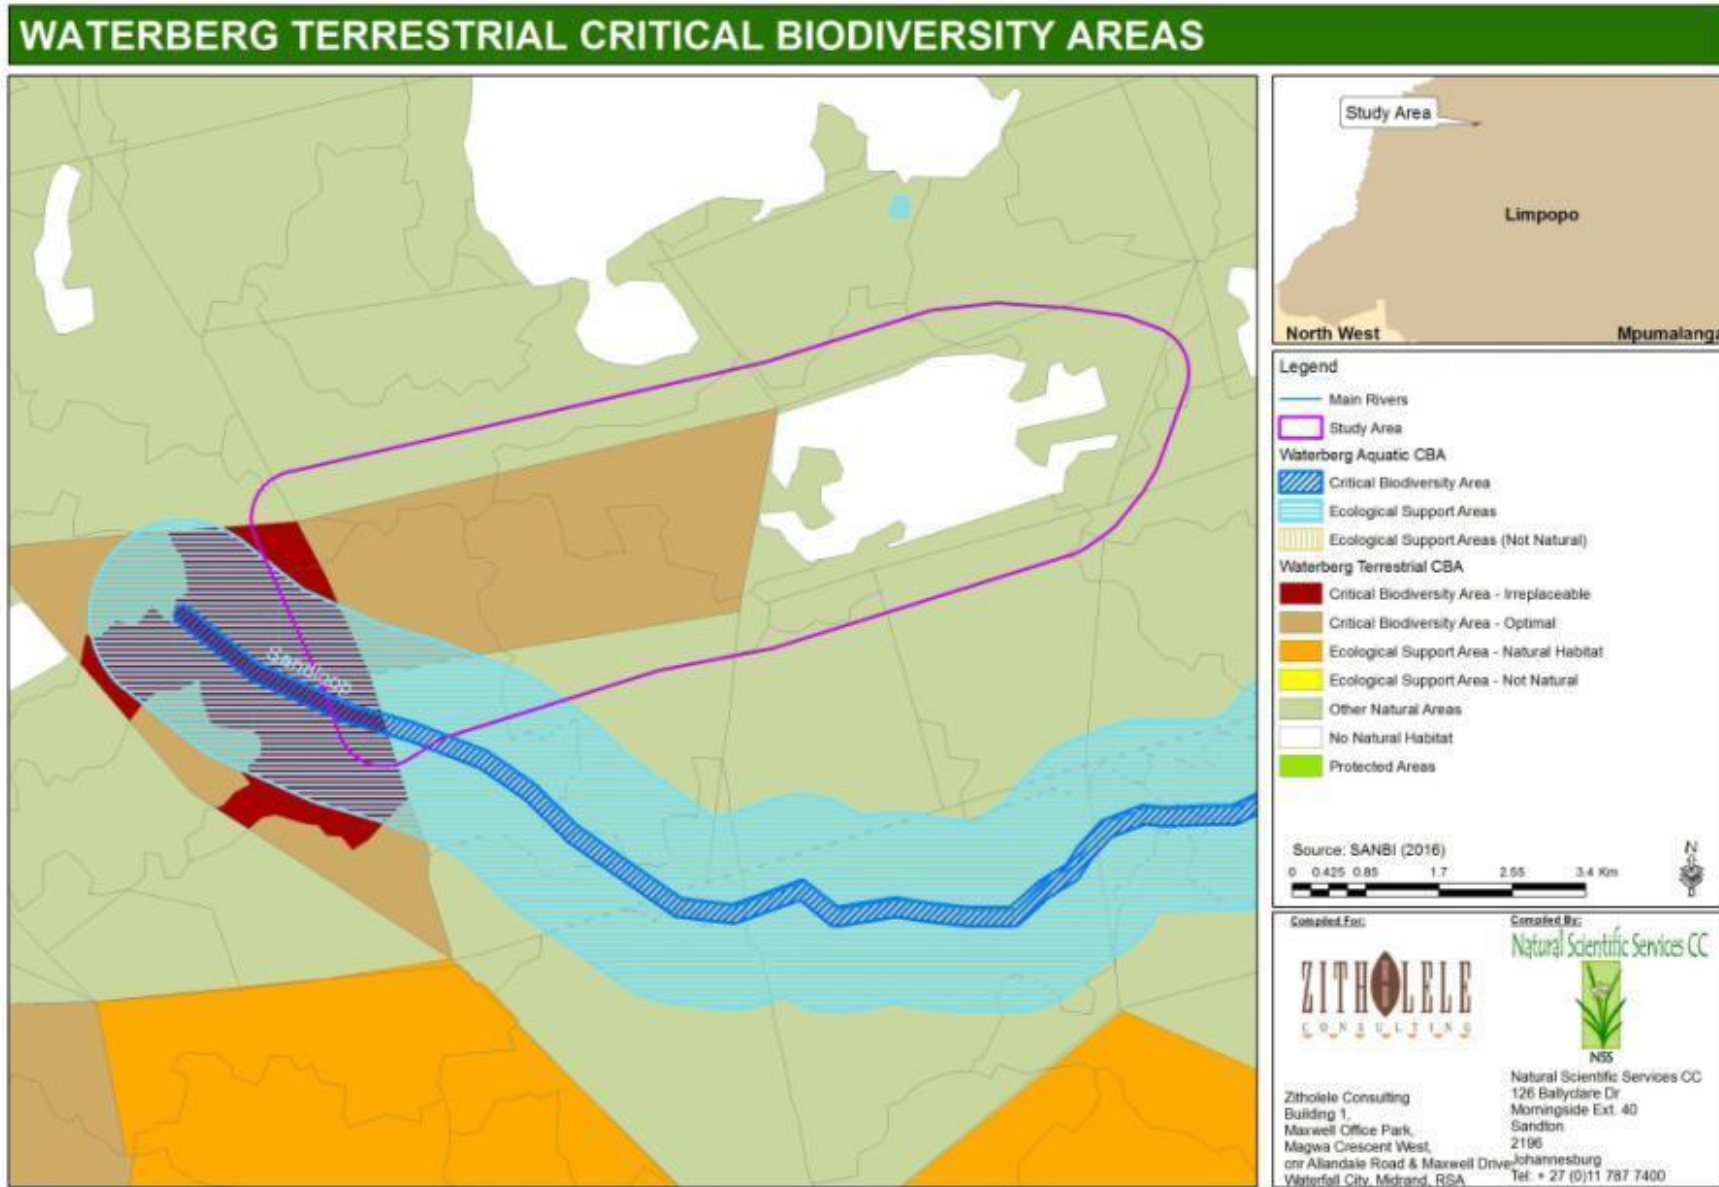 WATERBERG TERRESTRIAL CRITICAL BIODIVERSITY AREAS
Sandloop
Study Area
Limpopo
North West
Mpumalanga
Legend
Main Rivers
Study Area
Waterberg Aquatic CBA
Critical Biodiversity Area
Ecological Support Areas
Ecological Support Areas (Not Natural)
Waterberg Terrestrial CBA
Critical Biodiversity Area - Irreplaceable
Critical Biodiversity Area - Optimal
Ecological Support Area - Natural Habitat
Ecological Support Area - Not Natural
Other Natural Areas
No Natural Habitat
Protected Areas
Source: SANBI (2016)
0 0.425 0.85 1.7 2.55 3.4 Km
N
Compiled For:
ZITHOLELE
CONSULTING
Zitholele Consulting
Building 1,
Maxwell Office Park,
Magwa Crescent West,
cnr Allandale Road & Maxwell Drive
Waterfall City, Midrand, RSA
Compiled By:
Natural Scientific Services CC
NSS
Natural Scientific Services CC
126 Ballyclare Dr
Morningside Ext. 40
Sandton
2196
Johannesburg
Tel: + 27 (0)11 787 7400